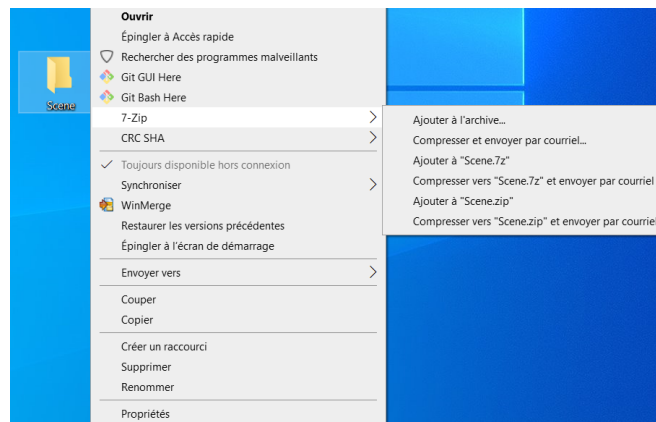 Scene
Ouvrir
Épingler à Accès rapide
Rechercher des programmes malveillants
Git GUI Here
Git Bash Here
7-Zip
CRC SHA
Toujours disponible hors connexion
Synchroniser
WinMerge
Restaurer les versions précédentes
Épingler à l'écran de démarrage
Envoyer vers
Couper
Copier
Créer un raccourci
Supprimer
Renommer
Propriétés
Ajouter à l'archive...
Compresser et envoyer par courriel...
Ajouter à "Scene.7z"
Compresser vers "Scene.7z" et envoyer par courriel
Ajouter à "Scene.zip"
Compresser vers "Scene.zip" et envoyer par courriel